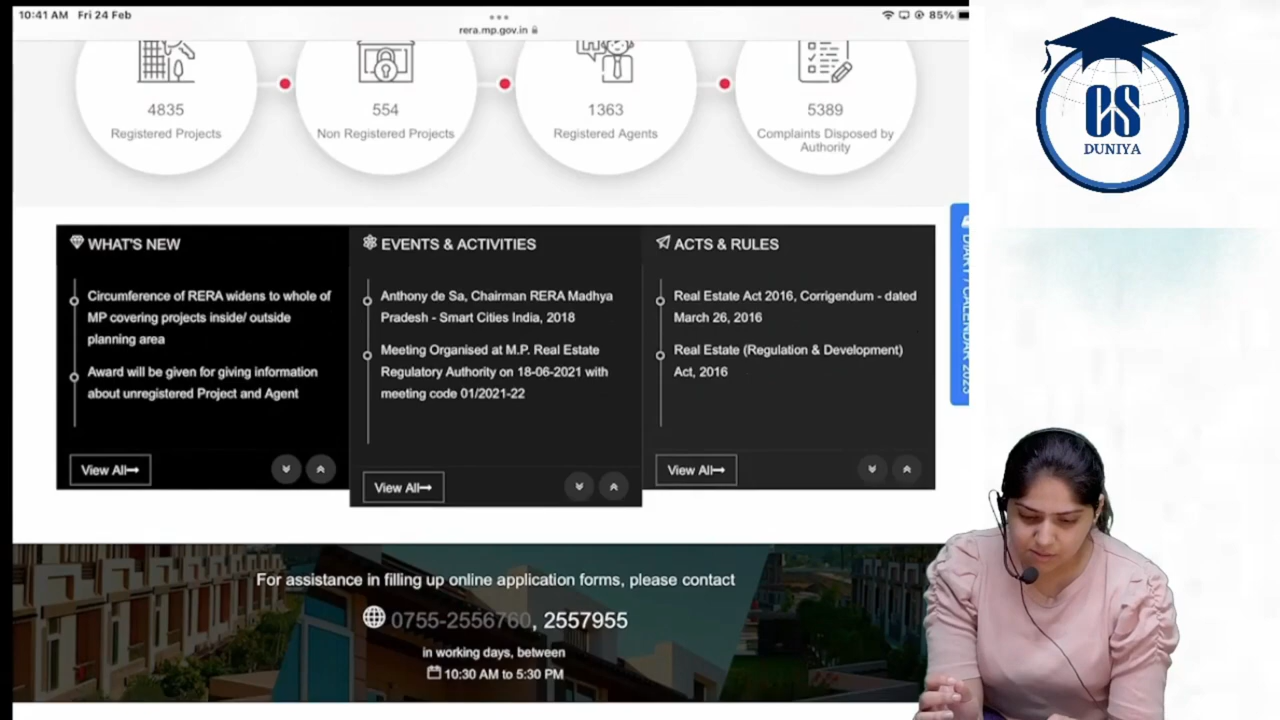 10:41 AM Fri 24 Feb
85%
rera.mp.gov.in
4835
Registered Projects
554
Non Registered Projects
1363
Registered Agents
5389
Complaints Disposed by
Authority
CS
DUNIYA
DIARY / CALENDAR 2023
WHAT'S NEW
Circumference of RERA widens to whole of
MP covering projects inside/ outside
planning area
Award will be given for giving information
about unregistered Project and Agent
View All
EVENTS & ACTIVITIES
Anthony de Sa, Chairman RERA Madhya
Pradesh - Smart Cities India, 2018
Meeting Organised at M.P. Real Estate
Regulatory Authority on 18-06-2021 with
meeting code 01/2021-22
View All
ACTS & RULES
Real Estate Act 2016, Corrigendum - dated
March 26, 2016
Real Estate (Regulation & Development)
Act, 2016
View All
For assistance in filling up online application forms, please contact
0755-2556760, 2557955
in working days, between
10:30 AM to 5:30 PM